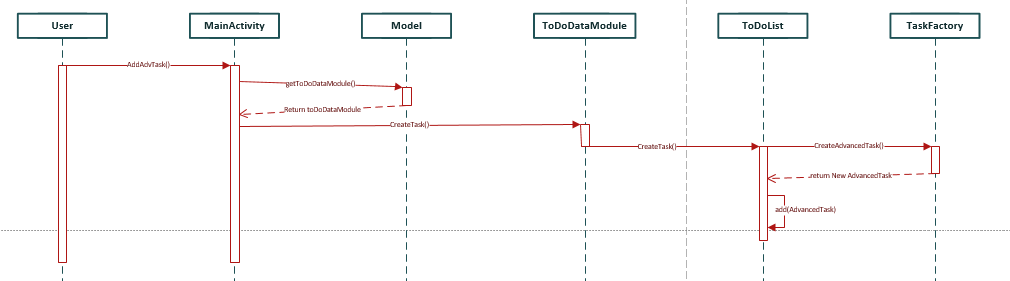 User
MainActivity
Model
ToDoDataModule
ToDoList
TaskFactory
AddAdvTask()
getToDoDataModule()
Return toDoDataModule
CreateTask()
CreateTask()
CreateAdvancedTask()
return New AdvancedTask
add(AdvancedTask)